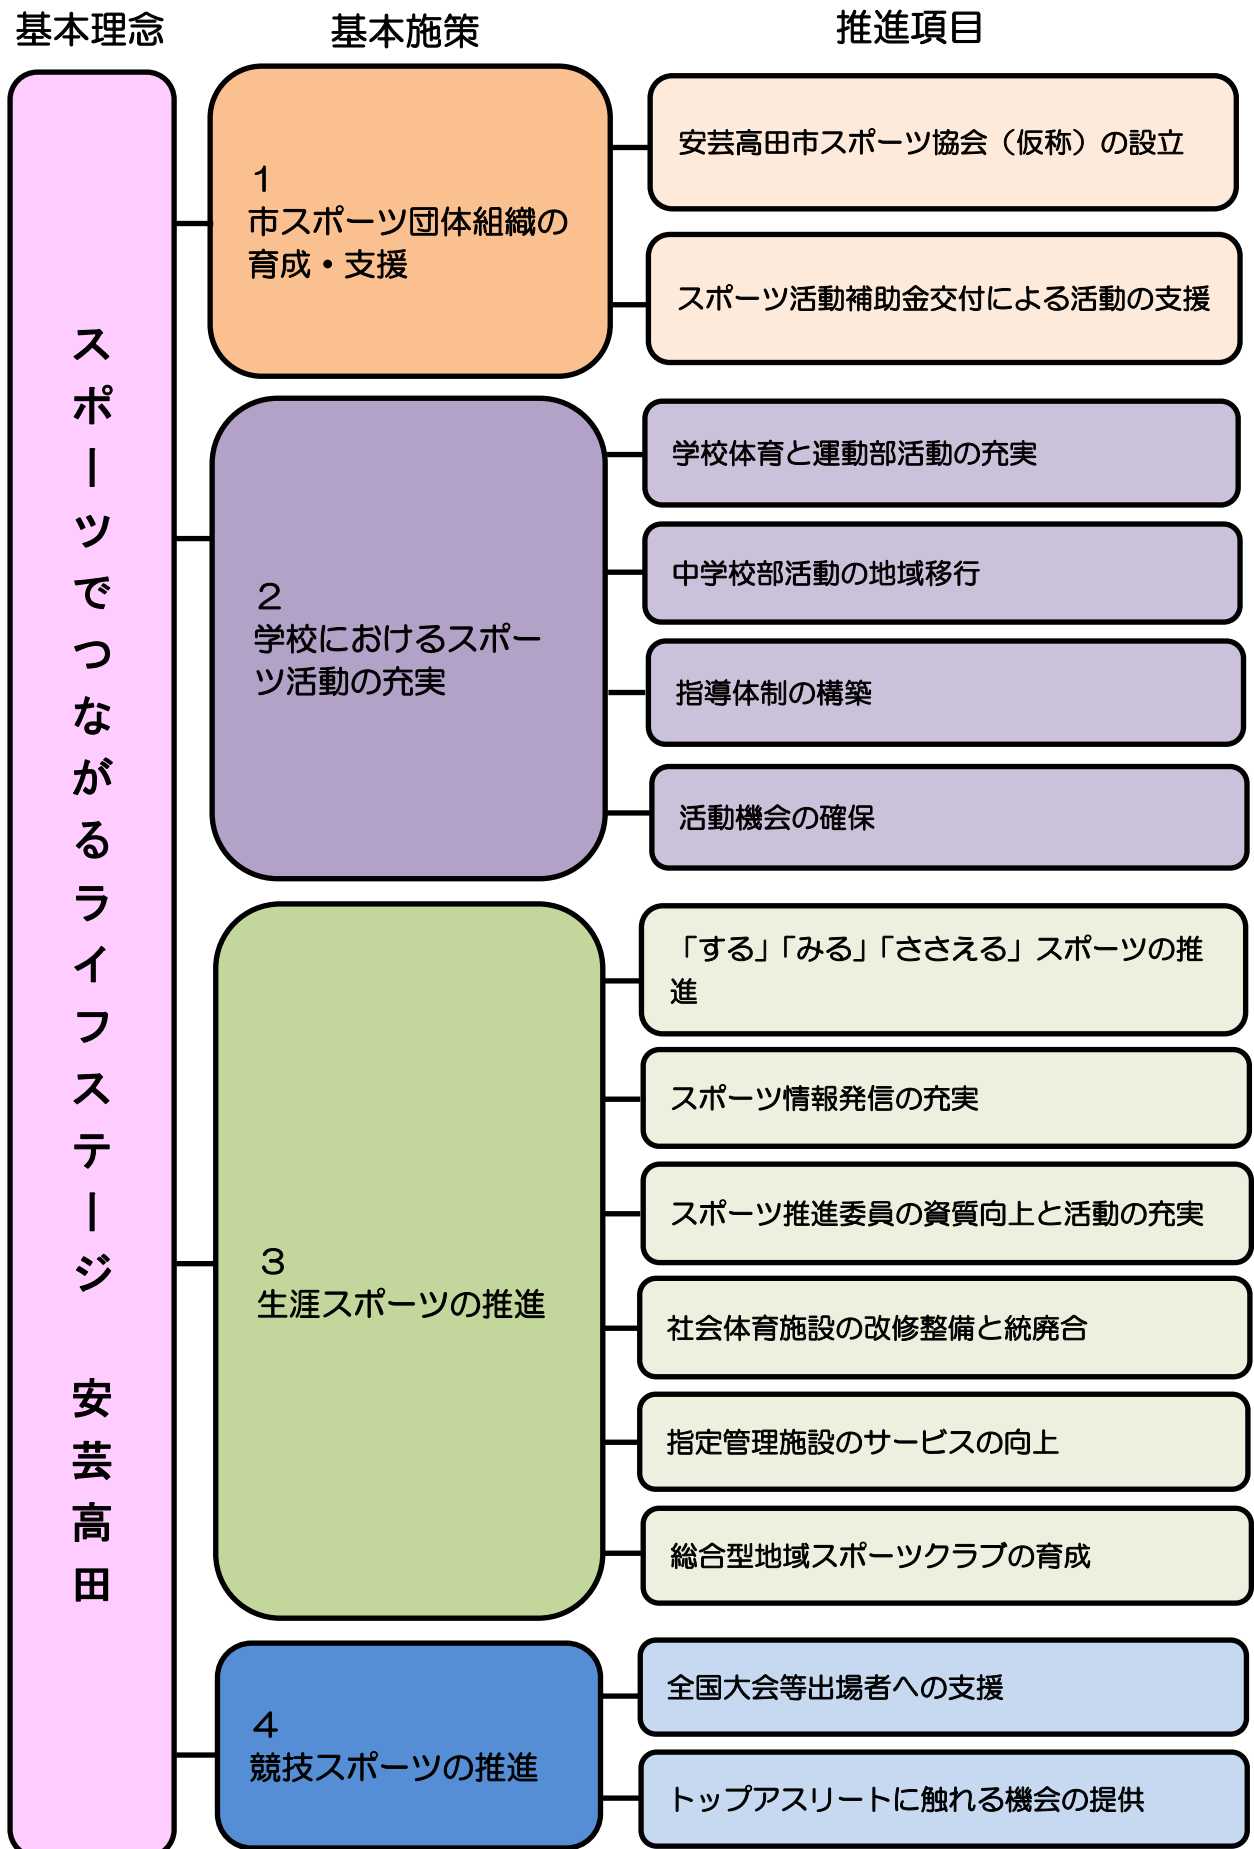 基本理念
基本施策
推進項目
スポーツでつながるライフステージ　安芸高田
１
市スポーツ団体組織の
育成・支援
安芸高田市スポーツ協会（仮称）の設立
スポーツ活動補助金交付による活動の支援
２
学校におけるスポー
ツ活動の充実
学校体育と運動部活動の充実
中学校部活動の地域移行
指導体制の構築
活動機会の確保
３
生涯スポーツの推進
「する」「みる」「ささえる」スポーツの推
進
スポーツ情報発信の充実
スポーツ推進委員の資質向上と活動の充実
社会体育施設の改修整備と統廃合
指定管理施設のサービスの向上
総合型地域スポーツクラブの育成
４
競技スポーツの推進
全国大会等出場者への支援
トップアスリートに触れる機会の提供